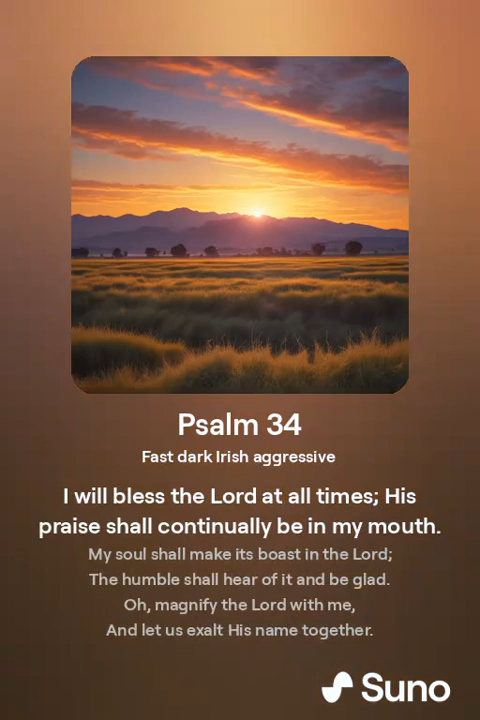 Psalm 34
Fast dark Irish aggressive
I will bless the Lord at all times; His
praise shall continually be in my mouth.
My soul shall make its boast in the Lord;
The humble shall hear of it and be glad.
Oh, magnify the Lord with me,
And let us exalt His name together.
Suno